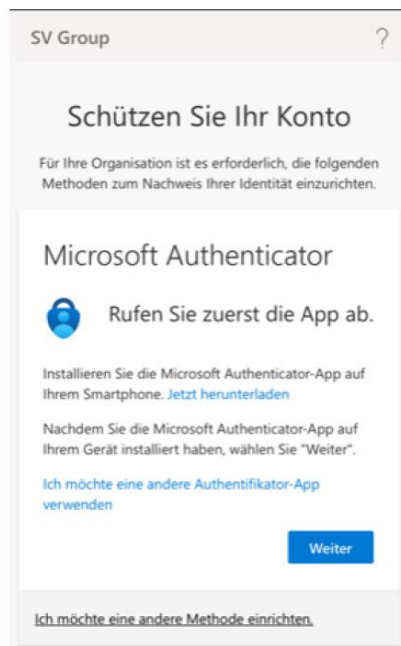 SV Group ?
Schützen Sie Ihr Konto
Für Ihre Organisation ist es erforderlich, die folgenden
Methoden zum Nachweis Ihrer Identität einzurichten.
Microsoft Authenticator
Rufen Sie zuerst die App ab.
Installieren Sie die Microsoft Authenticator-App auf
Ihrem Smartphone. Jetzt herunterladen
Nachdem Sie die Microsoft Authenticator-App auf
Ihrem Gerät installiert haben, wählen Sie "Weiter".
Ich möchte eine andere Authentifikator-App
verwenden
Weiter
Ich möchte eine andere Methode einrichten.